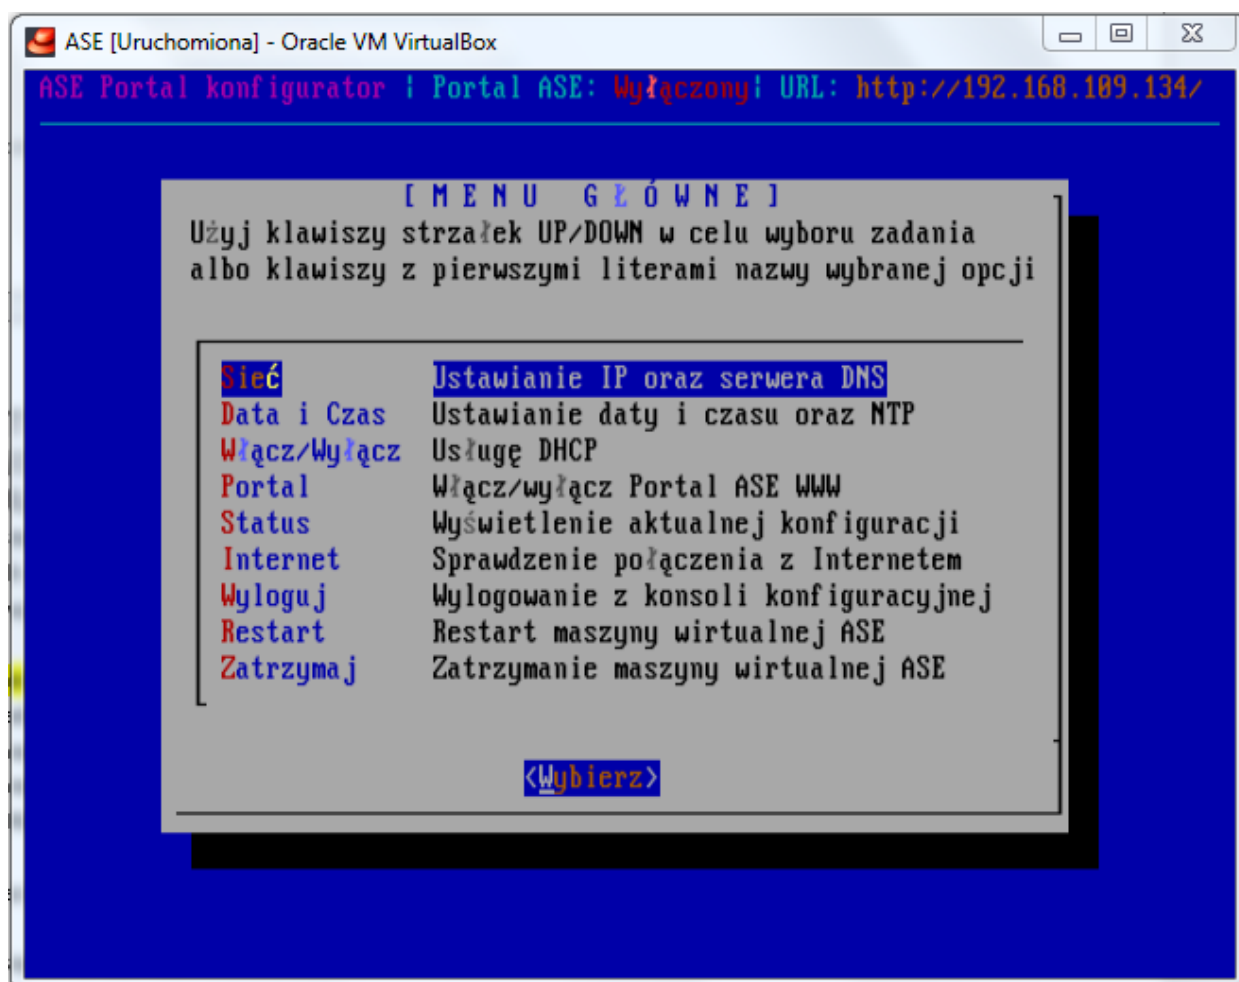 ASE [Uruchomiona] - Oracle VM VirtualBox
ASE Portal konfigurator | Portal ASE: Wyłączony| URL: http://192.168.109.134/
[ M E N U   G Ł Ó W N E ]
Użyj klawiszy strzałek UP/DOWN w celu wyboru zadania
albo klawiszy z pierwszymi literami nazwy wybranej opcji
Sieć Ustawianie IP oraz serwera DNS
Data i Czas Ustawianie daty i czasu oraz NTP
Włącz/Wyłącz Usługę DHCP
Portal Włącz/wyłącz Portal ASE WWW
Status Wyświetlenie aktualnej konfiguracji
Internet Sprawdzenie połączenia z Internetem
Wyloguj Wylogowanie z konsoli konfiguracyjnej
Restart Restart maszyny wirtualnej ASE
Zatrzymaj Zatrzymanie maszyny wirtualnej ASE
<Wybierz>